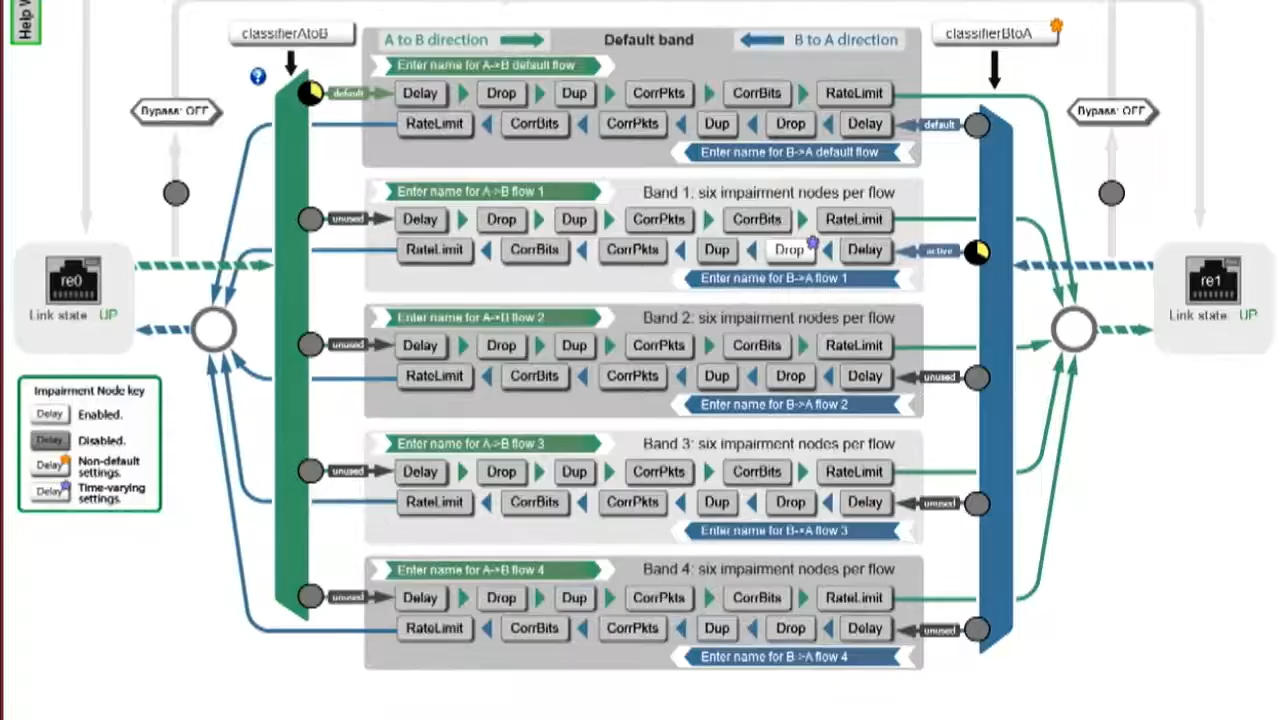 Help W
classifierAtoB
A to B direction
Default band
B to A direction
classifierBtoA
Enter name for A->B default flow
default
Delay Drop Dup CorrPkts CorrBits RateLimit
Bypass: OFF
Bypass: OFF
RateLimit CorrBits CorrPkts Dup Drop Delay
default
Enter name for B->A default flow
Enter name for A->B flow 1
Band 1: six impairment nodes per flow
unused
Delay Drop Dup CorrPkts CorrBits RateLimit
RateLimit CorrBits CorrPkts Dup Drop Delay
active
Enter name for B->A flow 1
re0
Link state UP
re1
Link state UP
Enter name for A->B flow 2
Band 2: six impairment nodes per flow
unused
Delay Drop Dup CorrPkts CorrBits RateLimit
RateLimit CorrBits CorrPkts Dup Drop Delay
unused
Enter name for B->A flow 2
Impairment Node key
Delay Enabled.
Delay Disabled.
Delay Non-default
settings.
Delay Time-varying
settings.
Enter name for A->B flow 3
Band 3: six impairment nodes per flow
unused
Delay Drop Dup CorrPkts CorrBits RateLimit
RateLimit CorrBits CorrPkts Dup Drop Delay
unused
Enter name for B->A flow 3
Enter name for A->B flow 4
Band 4: six impairment nodes per flow
unused
Delay Drop Dup CorrPkts CorrBits RateLimit
RateLimit CorrBits CorrPkts Dup Drop Delay
unused
Enter name for B->A flow 4